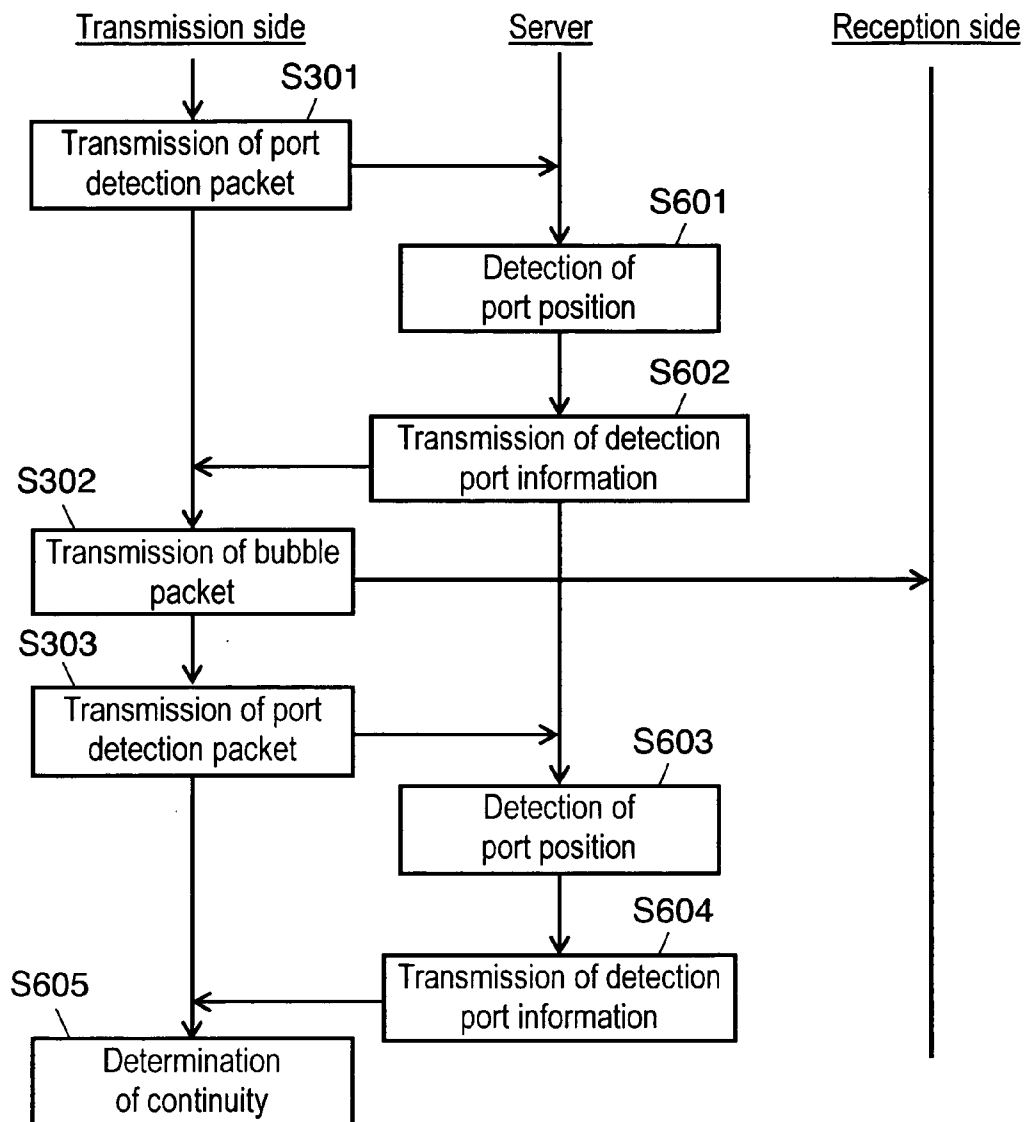 Transmission side
Server
Reception side
S301
Transmission of port
detection packet
S601
Detection of
port position
S602
Transmission of detection
port information
S302
Transmission of bubble
packet
S303
Transmission of port
detection packet
S603
Detection of
port position
S604
Transmission of detection
port information
S605
Determination
of continuity